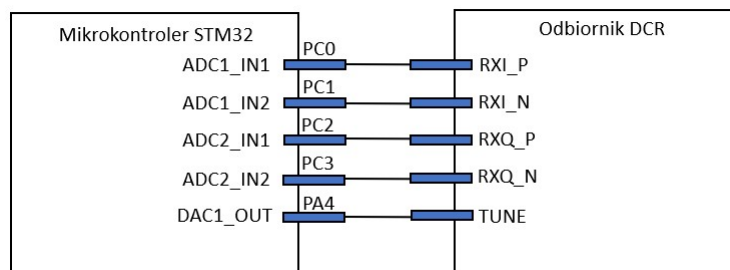 Mikrokontroler STM32
Odbiornik DCR
ADC1_IN1 PC0 RXI_P
ADC1_IN2 PC1 RXI_N
ADC2_IN1 PC2 RXQ_P
ADC2_IN2 PC3 RXQ_N
DAC1_OUT PA4 TUNE